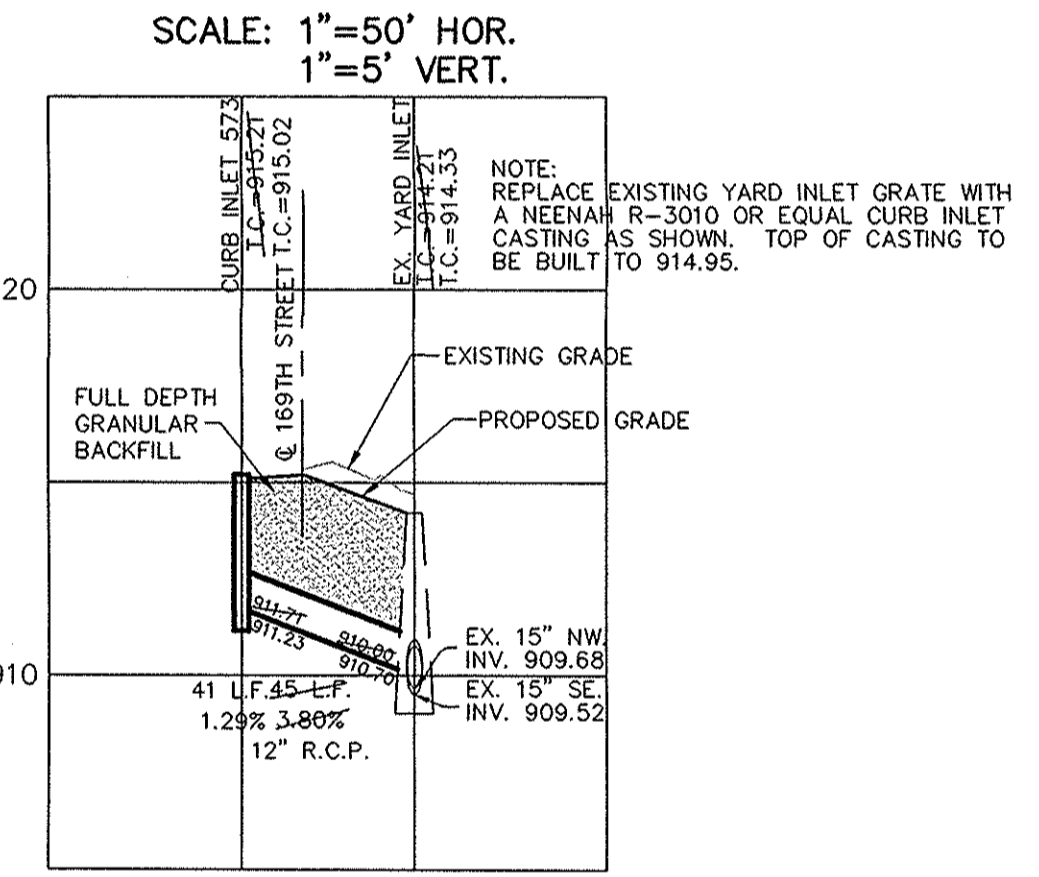 SCALE: 1"=50' HOR.
1"=5' VERT.
CURB INLET 573
T.C.=915.21
℄ 169TH STREET T.C.=915.02
EX. YARD INLET
T.C.=914.21
T.C.=914.33
NOTE:
REPLACE EXISTING YARD INLET GRATE WITH
A NEENAH R-3010 OR EQUAL CURB INLET
CASTING AS SHOWN. TOP OF CASTING TO
BE BUILT TO 914.95.
20
EXISTING GRADE
FULL DEPTH
GRANULAR
BACKFILL
PROPOSED GRADE
911.71
911.23
910.00
910.70
EX. 15" NW.
INV. 909.68
910
EX. 15" SE.
INV. 909.52
41 L.F. 45 L.F.
1.29% 3.80%
12" R.C.P.